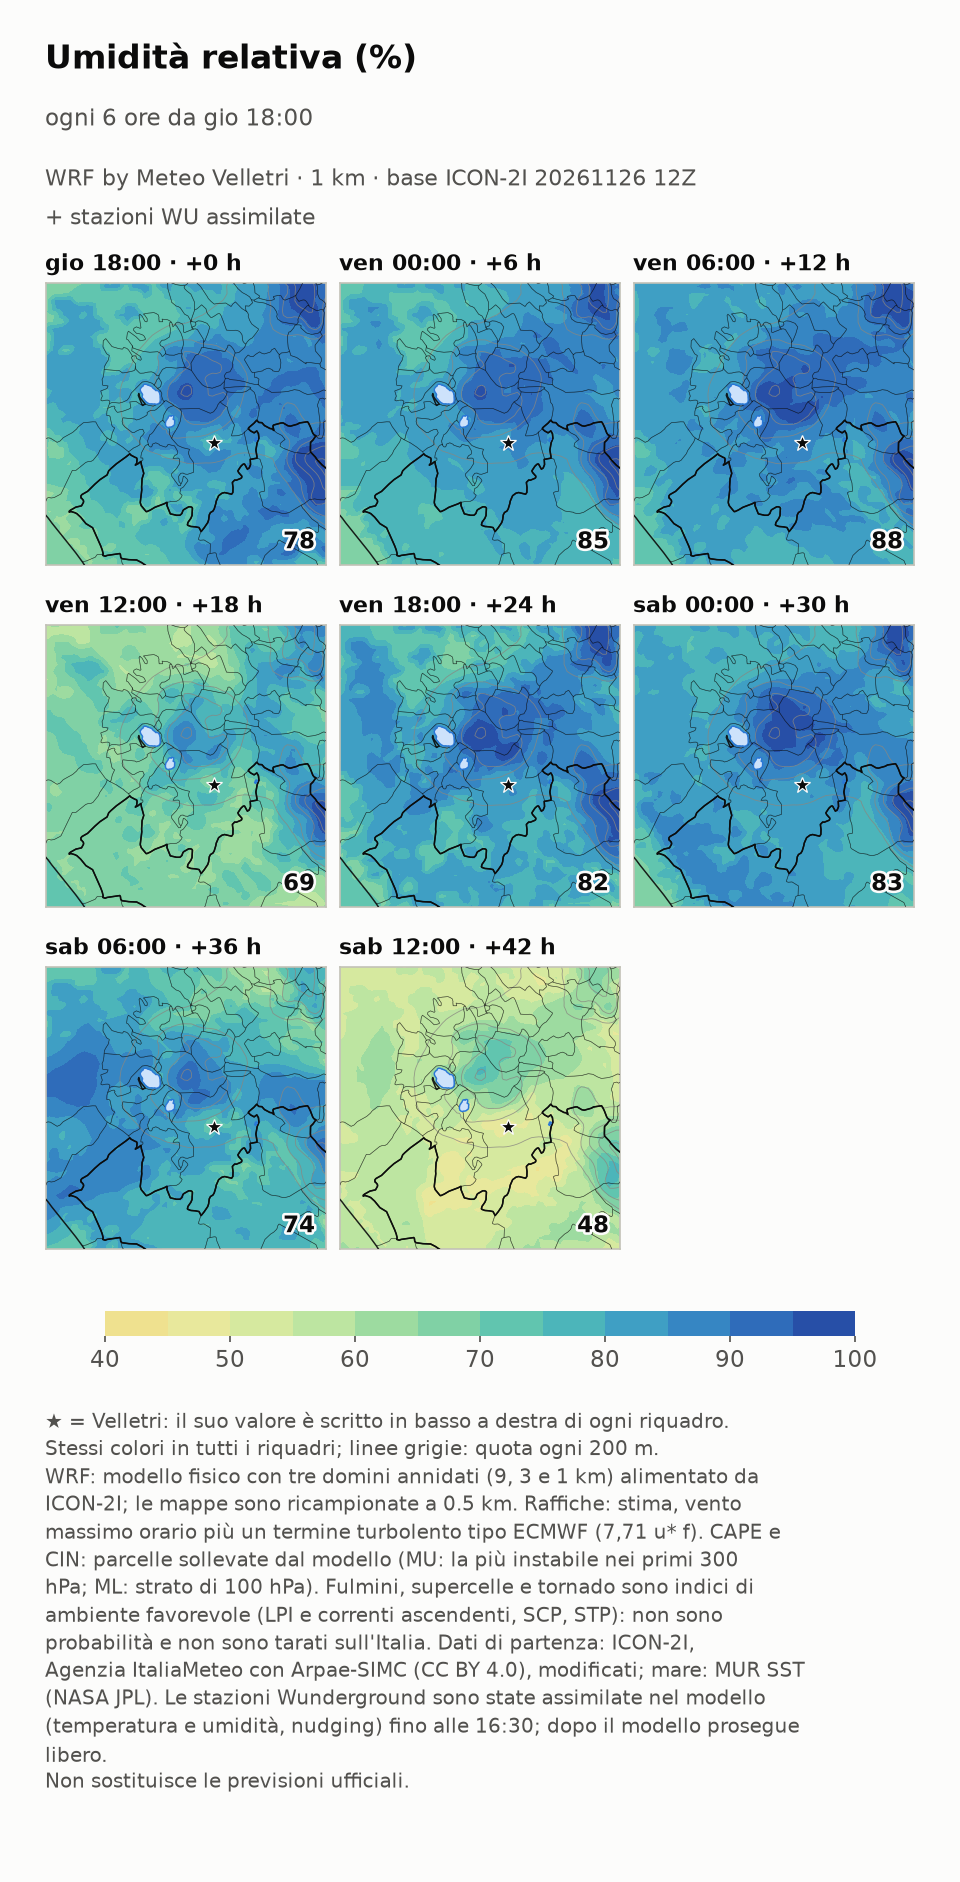 Umidità relativa (%)
ogni 6 ore da gio 18:00
WRF by Meteo Velletri · 1 km · base ICON-2I 20261126 12Z
+ stazioni WU assimilate
gio 18:00 · +0 h
ven 00:00 · +6 h
ven 06:00 · +12 h
78
85
88
ven 12:00 · +18 h
ven 18:00 · +24 h
sab 00:00 · +30 h
69
82
83
sab 06:00 · +36 h
sab 12:00 · +42 h
74
48
40 50 60 70 80 90 100
★ = Velletri: il suo valore è scritto in basso a destra di ogni riquadro.
Stessi colori in tutti i riquadri; linee grigie: quota ogni 200 m.
WRF: modello fisico con tre domini annidati (9, 3 e 1 km) alimentato da
ICON-2I; le mappe sono ricampionate a 0.5 km. Raffiche: stima, vento
massimo orario più un termine turbolento tipo ECMWF (7,71 u* f). CAPE e
CIN: parcelle sollevate dal modello (MU: la più instabile nei primi 300
hPa; ML: strato di 100 hPa). Fulmini, supercelle e tornado sono indici di
ambiente favorevole (LPI e correnti ascendenti, SCP, STP): non sono
probabilità e non sono tarati sull'Italia. Dati di partenza: ICON-2I,
Agenzia ItaliaMeteo con Arpae-SIMC (CC BY 4.0), modificati; mare: MUR SST
(NASA JPL). Le stazioni Wunderground sono state assimilate nel modello
(temperatura e umidità, nudging) fino alle 16:30; dopo il modello prosegue
libero.
Non sostituisce le previsioni ufficiali.